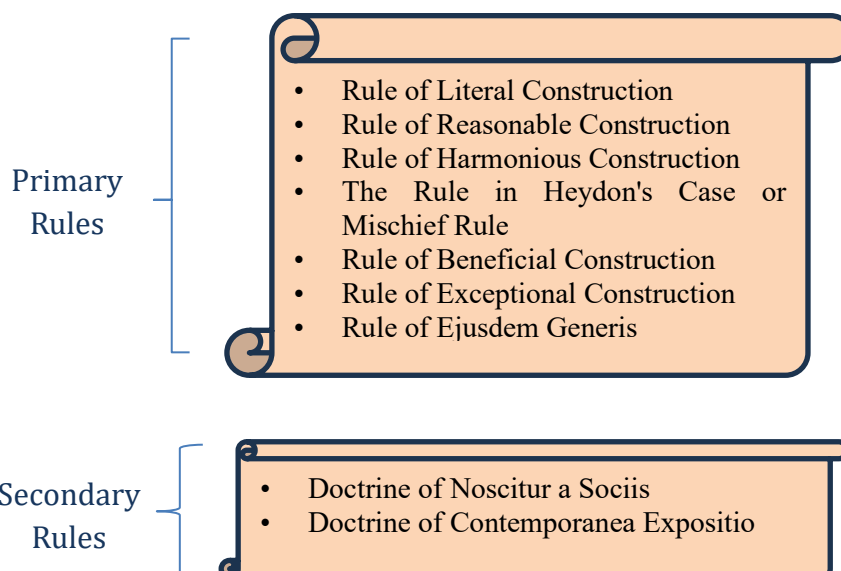 Primary
Rules
• Rule of Literal Construction
• Rule of Reasonable Construction
• Rule of Harmonious Construction
• The Rule in Heydon's Case or
Mischief Rule
• Rule of Beneficial Construction
• Rule of Exceptional Construction
• Rule of Ejusdem Generis
Secondary
Rules
• Doctrine of Noscitur a Sociis
• Doctrine of Contemporanea Expositio